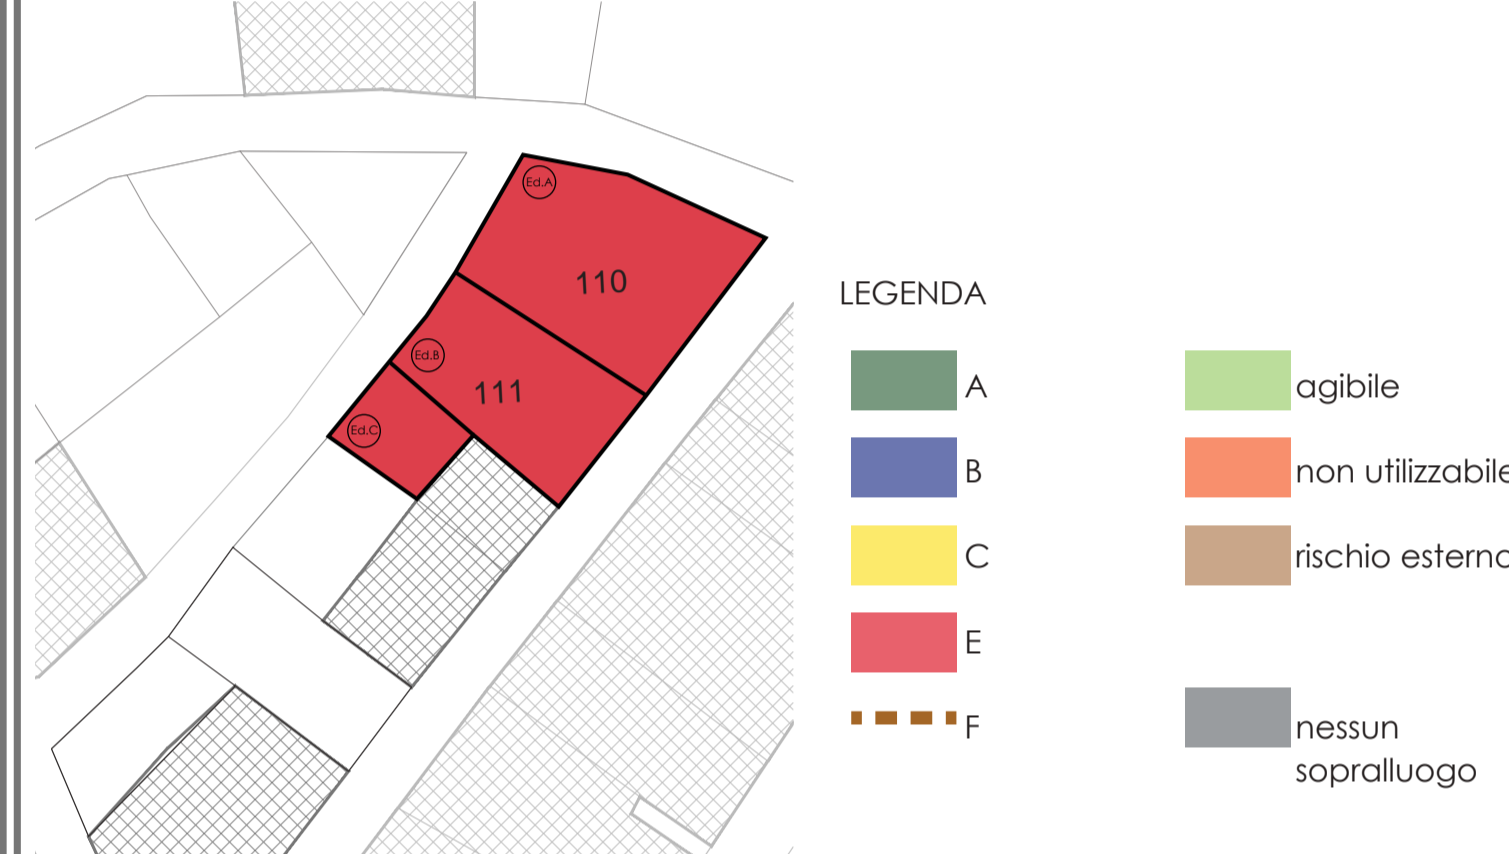 Ed.A
110
Ed.B
111
Ed.C
LEGENDA
A
B
C
E
F
agibile
non utilizzabile
rischio esterno
nessun
sopralluogo